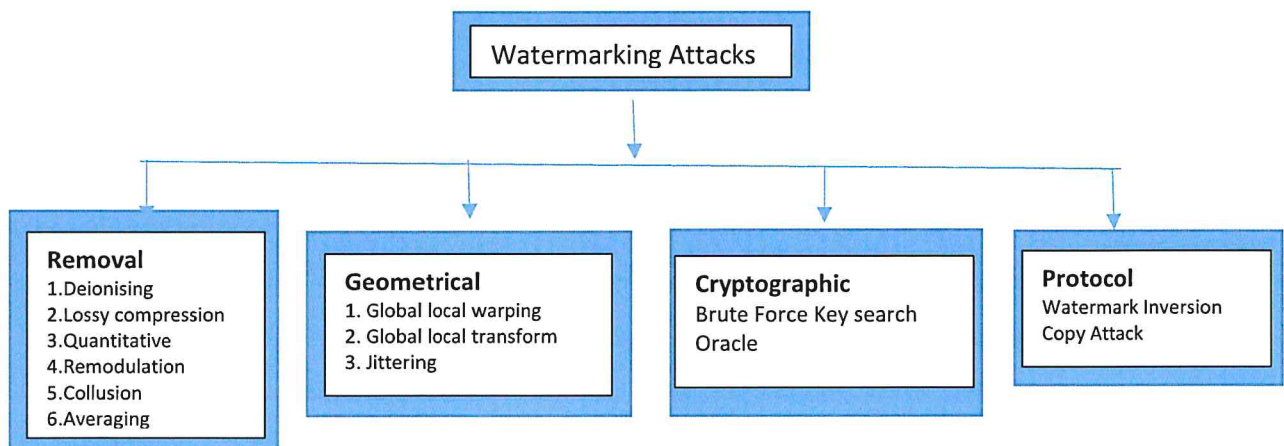 Watermarking Attacks
Removal
1.Deionising
2.Lossy compression
3.Quantitative
4.Remodulation
5.Collusion
6.Averaging
Geometrical
1. Global local warping
2. Global local transform
3. Jittering
Cryptographic
Brute Force Key search
Oracle
Protocol
Watermark Inversion
Copy Attack